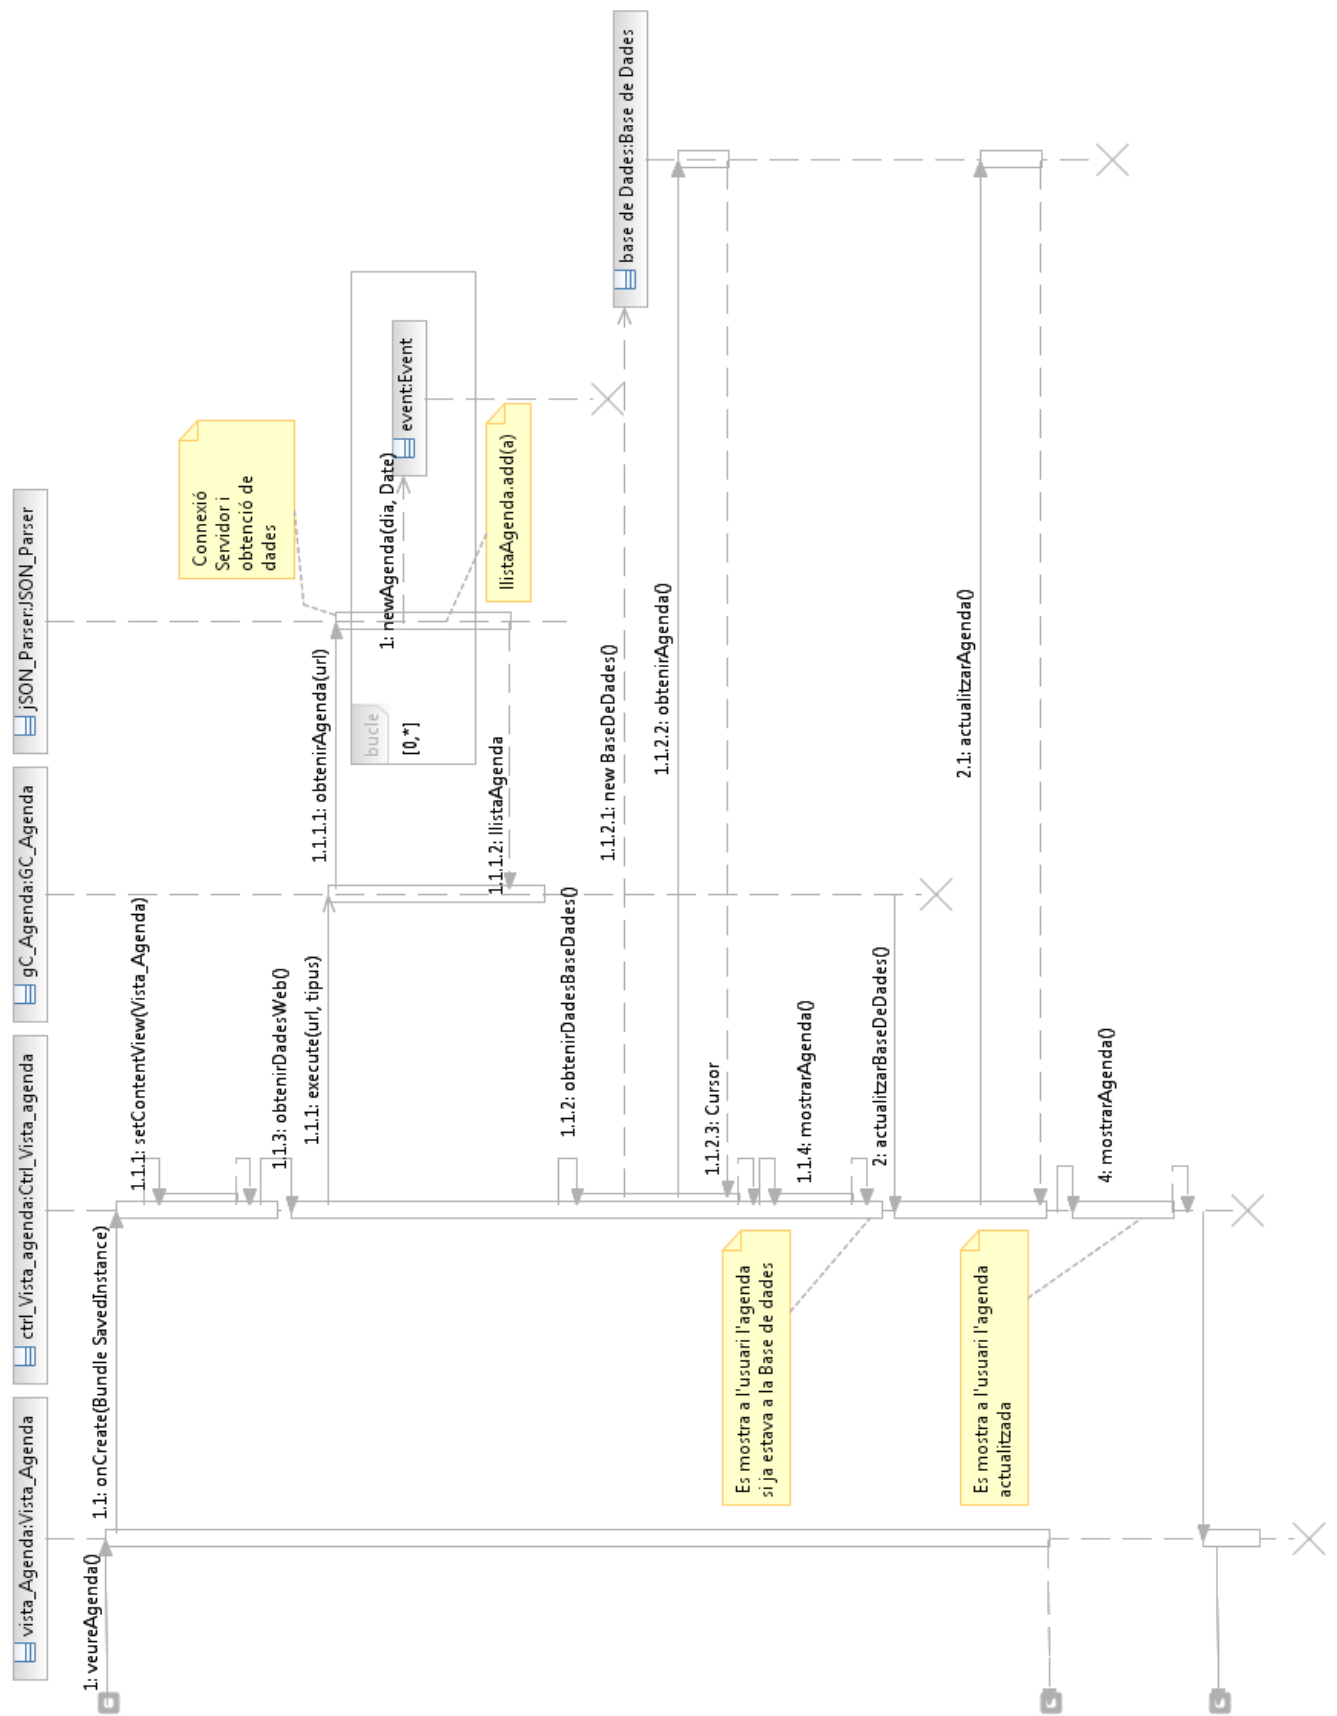 vista_Agenda:Vista_Agenda
ctrl_Vista_agenda:Ctrl_Vista_agenda
gC_Agenda:GC_Agenda
jSON_Parser:JSON_Parser
1: veureAgenda()
1.1: onCreate(Bundle SavedInstance)
1.1.1: setContentView(Vista_Agenda)
Connexió
Servidor i
obtenció de
dades
1.1.3: obtenirDadesWeb()
1.1.1: execute(url, tipus)
1.1.1.1: obtenirAgenda(url)
bucle
[0,*]
1: newAgenda(dia, Date)
event:Event
llistaAgenda.add(a)
1.1.1.2: llistaAgenda
1.1.2: obtenirDadesBaseDades()
1.1.2.1: new BaseDeDades()
base de Dades:Base de Dades
1.1.2.2: obtenirAgenda()
1.1.2.3: Cursor
Es mostra a l'usuari l'agenda
si ja estava a la Base de dades
1.1.4: mostrarAgenda()
2: actualitzarBaseDeDades()
2.1: actualitzarAgenda()
Es mostra a l'usuari l'agenda
actualitzada
4: mostrarAgenda()